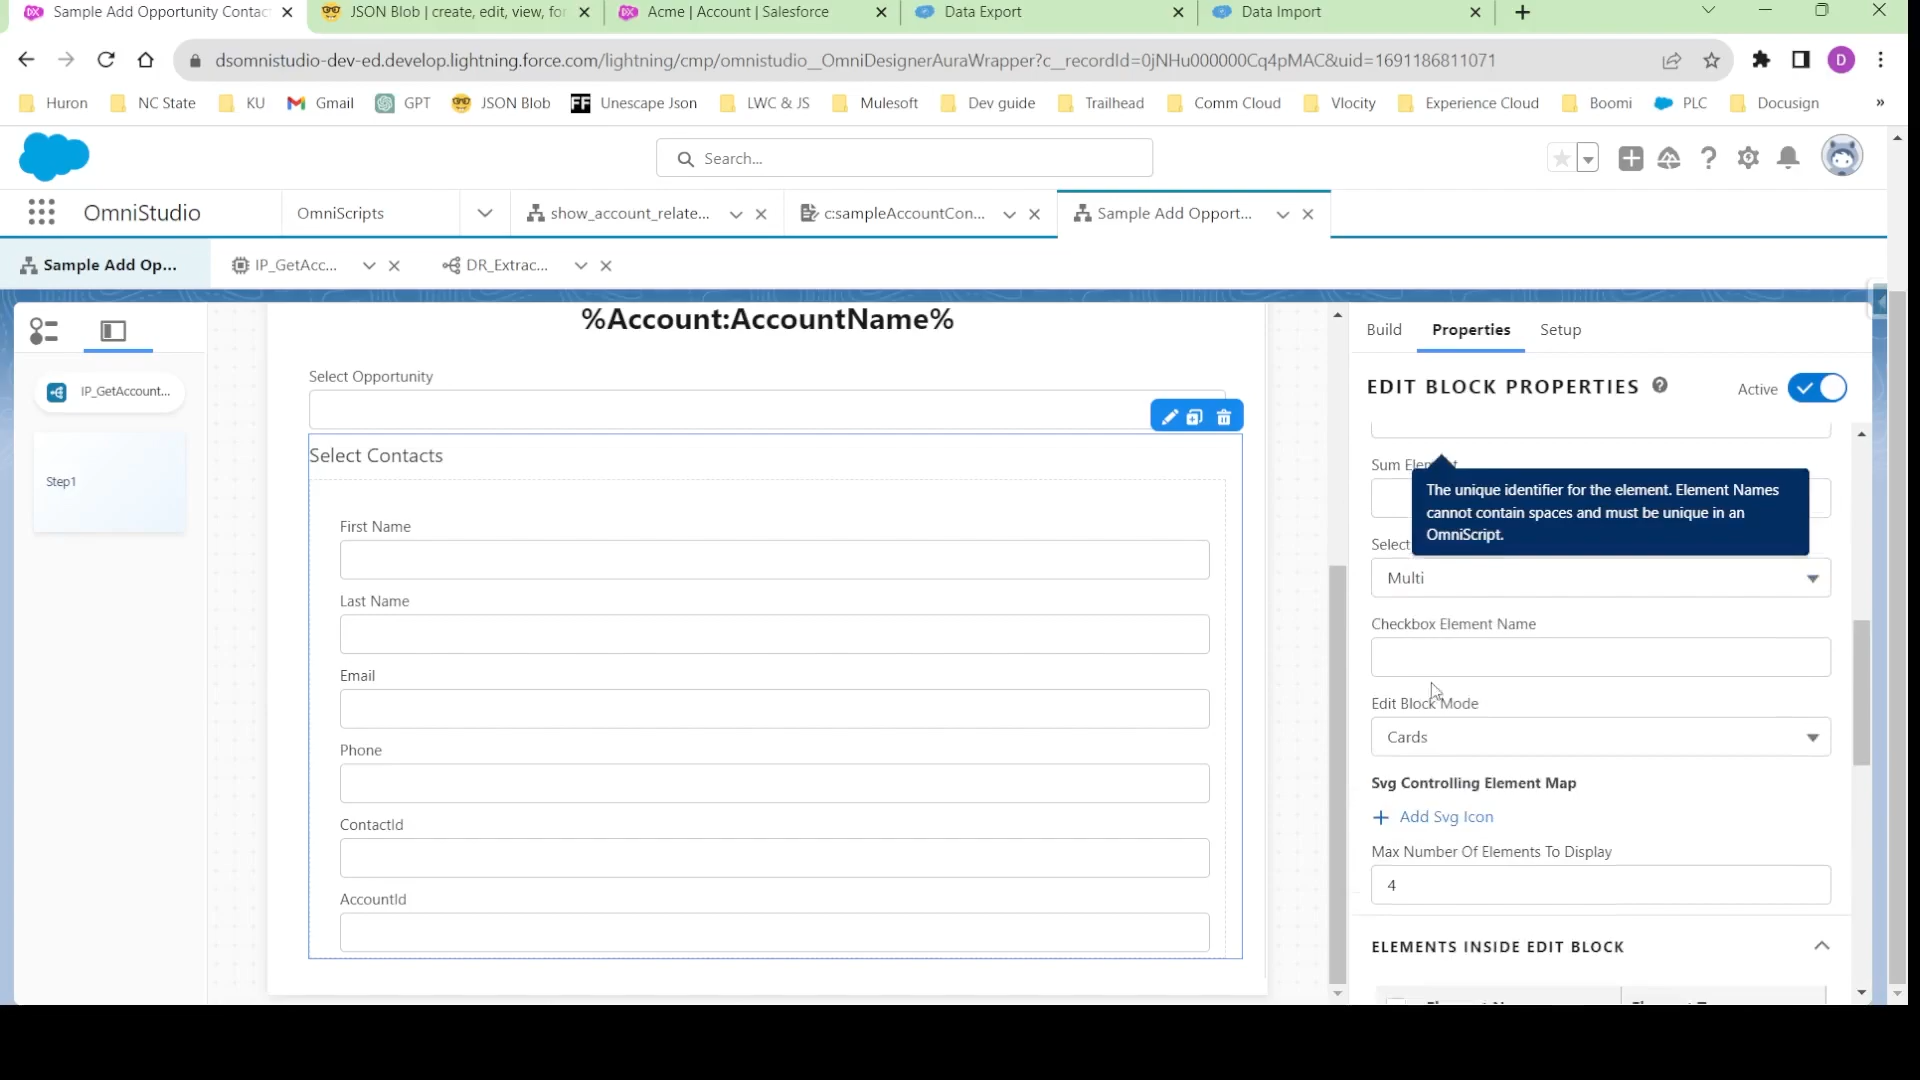 Sample Add Opportunity Contac
JSON Blob | create, edit, view, fo
Acme | Account | Salesforce
Data Export
Data Import
dsomnistudio-dev-ed.develop.lightning.force.com/lightning/cmp/omnistudio__OmniDesignerAuraWrapper?c__recordId=0jNHu000000Cq4pMAC&uid=1691186811071
D
Huron
NC State
KU
Gmail
GPT
JSON Blob
FF
Unescape Json
LWC & JS
Mulesoft
Dev guide
Trailhead
Comm Cloud
Vlocity
Experience Cloud
Boomi
PLC
Docusign
»
Search...
OmniStudio
OmniScripts
show_account_relate...
c:sampleAccountCon...
Sample Add Opport...
Sample Add Op...
IP_GetAcc...
DR_Extrac...
IP_GetAccount...
Step1
%Account:AccountName%
Select Opportunity
Select Contacts
First Name
Last Name
Email
Phone
ContactId
AccountId
Build
Properties
Setup
EDIT BLOCK PROPERTIES
Active
Sum
The unique identifier for the element. Element Names
cannot contain spaces and must be unique in an
OmniScript.
Select
Multi
Checkbox Element Name
Edit Block Mode
Cards
Svg Controlling Element Map
+ Add Svg Icon
Max Number Of Elements To Display
4
ELEMENTS INSIDE EDIT BLOCK